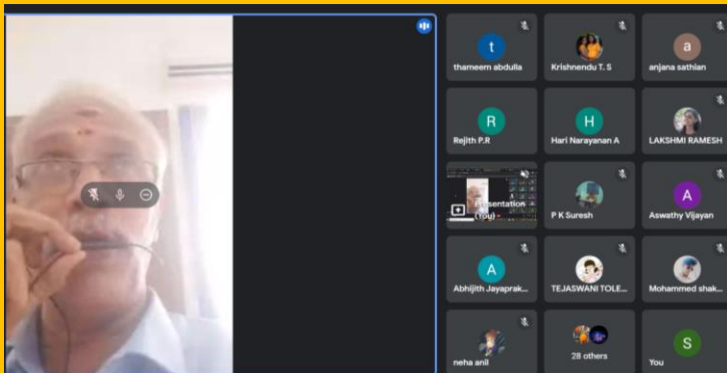 t
a
thameem abdulla
Krishnendu T. S
anjana sathian
R
H
Rejith P.R
Hari Narayanan A
LAKSHMI RAMESH
Presentation
(You)
P K Suresh
A
Aswathy Vijayan
A
Abhijith Jayaprak...
TEJASWANI TOLE...
Mohammed shak...
neha anil
28 others
S
You